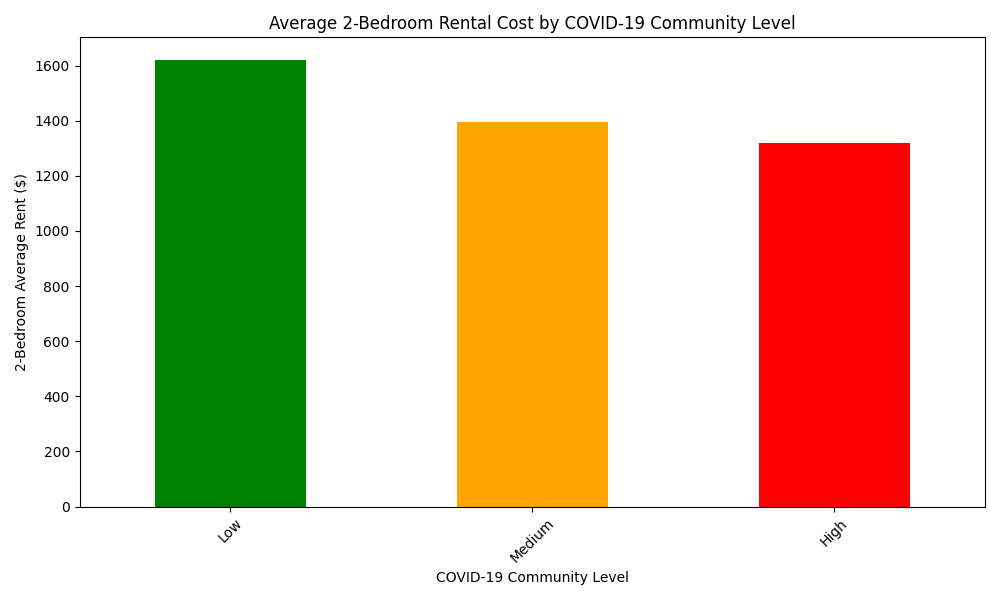 Average 2-Bedroom Rental Cost by COVID-19 Community Level
2-Bedroom Average Rent ($)
1600
1400
1200
1000
800
600
400
200
0
Low
Medium
High
COVID-19 Community Level